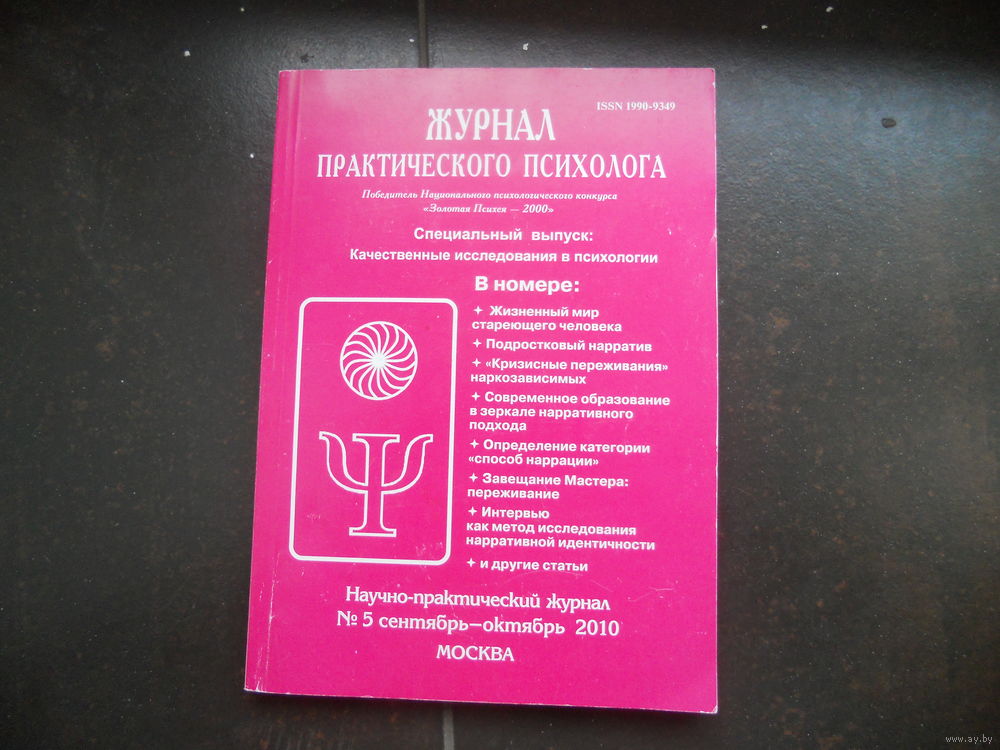 ISSN 1990-9349
ЖУРНАЛ
ПРАКТИЧЕСКОГО ПСИХОЛОГА
Победитель Национального психологического конкурса
«Золотая Психея — 2000»
Специальный выпуск:
Качественные исследования в психологии
В номере:
✦ Жизненный мир
стареющего человека
✦ Подростковый нарратив
✦ «Кризисные переживания»
наркозависимых
✦ Современное образование
в зеркале нарративного
подхода
✦ Определение категории
«способ наррации»
✦ Завещание Мастера:
переживание
✦ Интервью
как метод исследования
нарративной идентичности
✦ и другие статьи
Ψ
Научно-практический журнал
№ 5 сентябрь–октябрь 2010
МОСКВА
www.ay.by